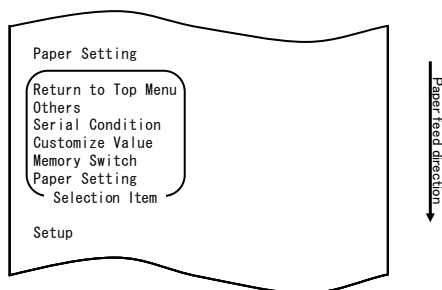 Paper Setting
Return to Top Menu
Others
Serial Condition
Customize Value
Memory Switch
Paper Setting
Selection Item
Setup
Paper feed direction